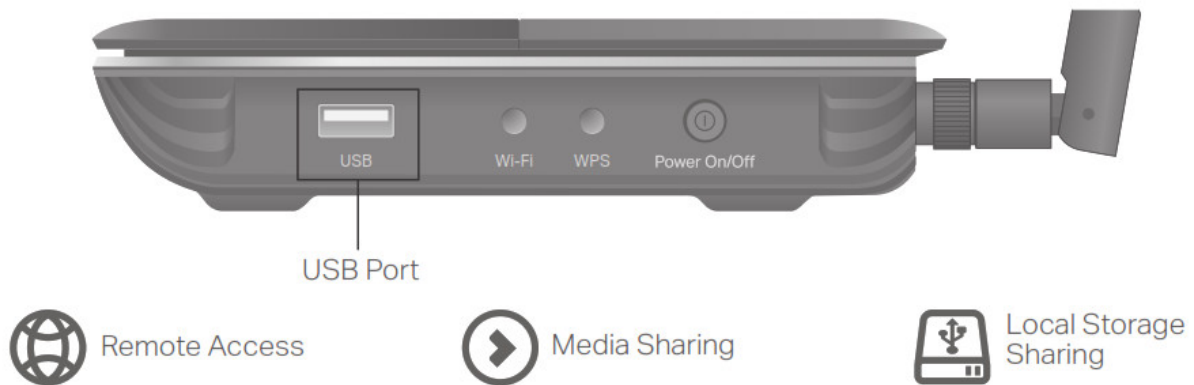 USB
Wi-Fi
WPS
Power On/Off
USB Port
Remote Access
Media Sharing
Local Storage
Sharing